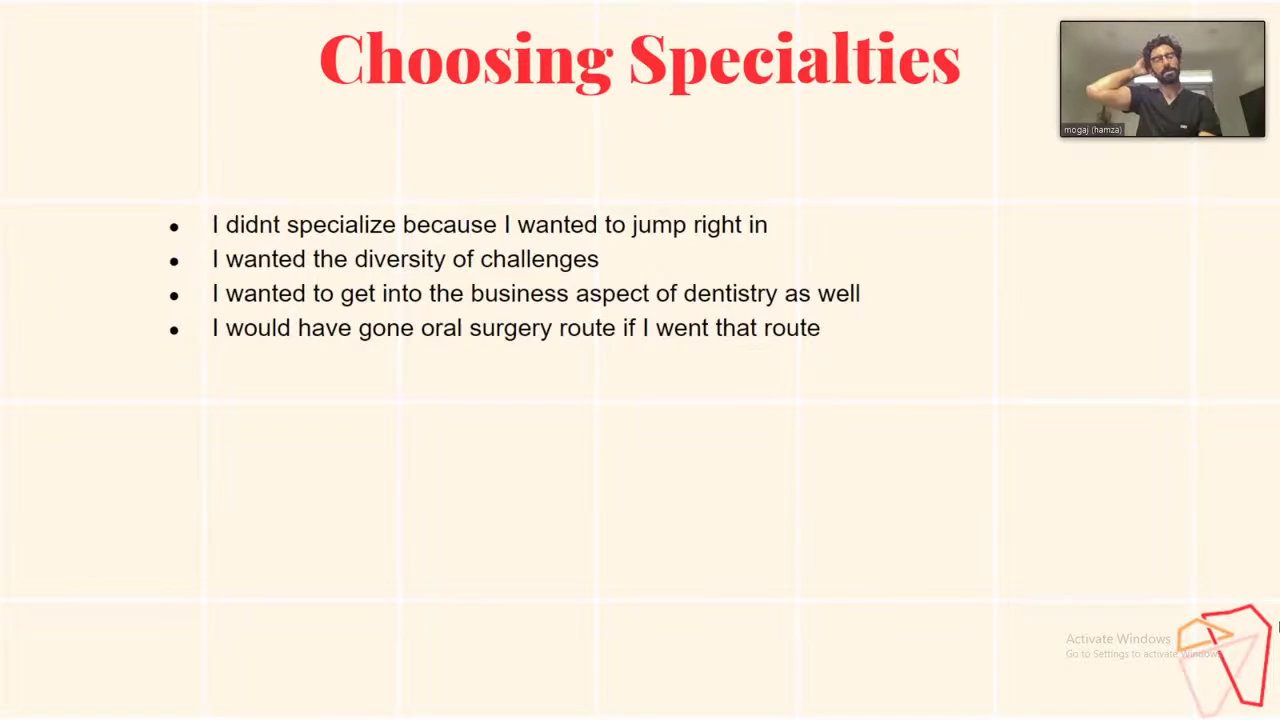 Choosing Specialties
mogaj (hamza)
● I didnt specialize because I wanted to jump right in
● I wanted the diversity of challenges
● I wanted to get into the business aspect of dentistry as well
● I would have gone oral surgery route if I went that route
Activate Windows
Go to Settings to activate Windows.